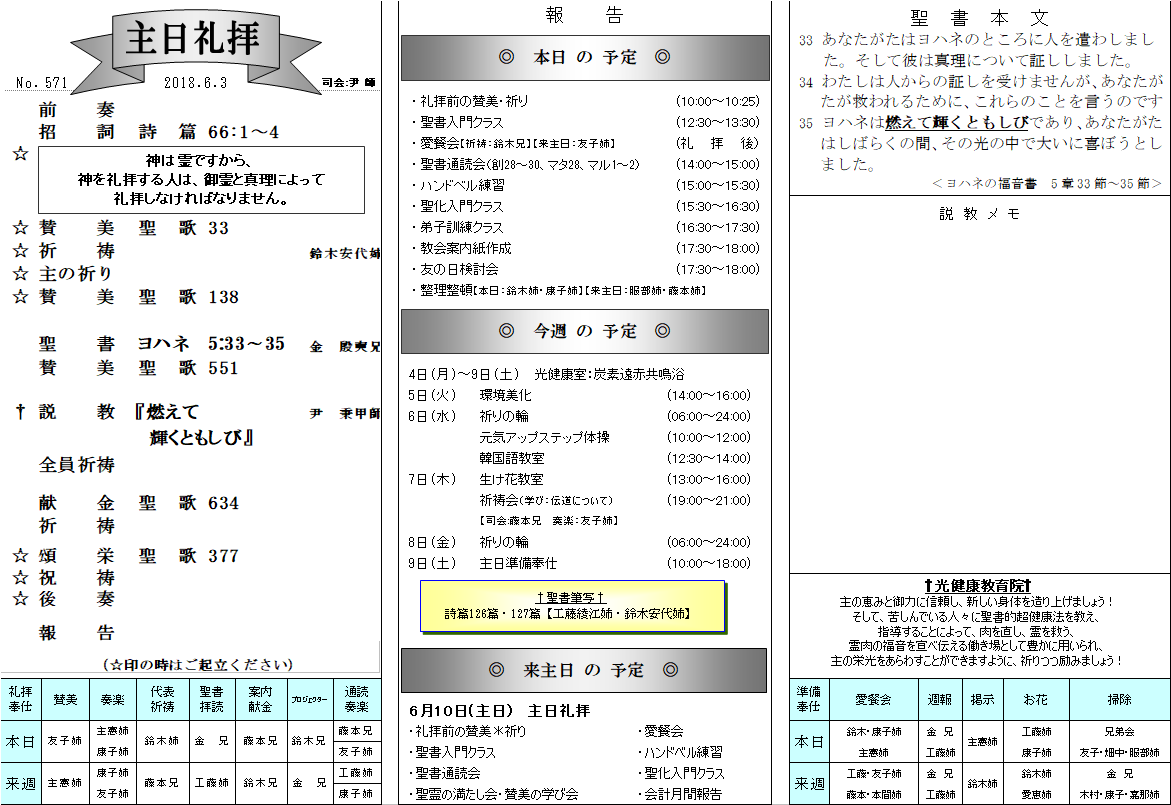 主日礼拝
No. 571
2018.6.3
司会:尹 師
前 奏
招 詞 詩 篇 66:1～4
☆
神は霊ですから、
神を礼拝する人は、御霊と真理によって
礼拝しなければなりません。
☆ 賛 美 聖 歌 33
☆ 祈 祷 鈴木安代姉
☆ 主の祈り
☆ 賛 美 聖 歌 138
聖 書 ヨハネ 5:33～35 金 殷奭兄
賛 美 聖 歌 551
† 説 教 『燃えて 尹 秉甲師
輝くともしび』
全員祈祷
献 金 聖 歌 634
祈 祷
☆ 頌 栄 聖 歌 377
☆ 祝 祷
☆ 後 奏
報 告
(☆印の時はご起立ください)
礼拝奉仕 賛美 奏楽 代表祈祷 聖書拝読 案内献金 プロジェクター 通読奏楽
本日 友子姉 主憲姉 康子姉 鈴木姉 金 兄 藤本兄 鈴木兄 藤本兄 友子姉
来週 主憲姉 康子姉 友子姉 藤本兄 工藤姉 鈴木兄 金 兄 工藤姉 康子姉
報 告
◎ 本日 の 予定 ◎
・礼拝前の賛美・祈り (10:00～10:25)
・聖書入門クラス (12:30～13:30)
・愛餐会【祈祷：鈴木兄】【来主日：友子姉】 (礼 拝 後)
・聖書通読会(創28～30、マタ28、マル1～2) (14:00～15:00)
・ハンドベル練習 (15:00～15:30)
・聖化入門クラス (15:30～16:30)
・弟子訓練クラス (16:30～17:30)
・教会案内紙作成 (17:30～18:00)
・友の日検討会 (17:30～18:00)
・整理整頓【本日：鈴木姉・康子姉】【来主日：服部姉・藤本姉】
◎ 今週 の 予定 ◎
4日(月)～9日(土) 光健康室：炭素遠赤共鳴浴
5日(火) 環境美化 (14:00～16:00)
6日(水) 祈りの輪 (06:00～24:00)
元気アップステップ体操 (10:00～12:00)
韓国語教室 (12:30～14:00)
7日(木) 生け花教室 (13:00～16:00)
祈祷会(学び：伝道について) (19:00～21:00)
【司会:藤本兄 奏楽：友子姉】
8日(金) 祈りの輪 (06:00～24:00)
9日(土) 主日準備奉仕 (10:00～18:00)
†聖書筆写†
詩篇126篇・127篇【工藤綾江姉・鈴木安代姉】
◎ 来主日 の 予定 ◎
6月10日(主日) 主日礼拝
・礼拝前の賛美＊祈り ・愛餐会
・聖書入門クラス ・ハンドベル練習
・聖書通読会 ・聖化入門クラス
・聖霊の満たし会・賛美の学び会 ・会計月間報告
聖 書 本 文
33 あなたがたはヨハネのところに人を遣わしまし
た。そして彼は真理について証ししました。
34 わたしは人からの証しを受けませんが、あなたが
たが救われるために、これらのことを言うのです
35 ヨハネは燃えて輝くともしびであり、あなたがた
はしばらくの間、その光の中で大いに喜ぼうとし
ました。
＜ヨハネの福音書 5章33節～35節＞
説 教 メ モ
†光健康教育院†
主の恵みと御力に信頼し、新しい身体を造り上げましょう！
そして、苦しんでいる人々に聖書的超健康法を教え、
指導することによって、肉を直し、霊を救う、
霊肉の福音を宣べ伝える働き場として豊かに用いられ、
主の栄光をあらわすことができますように、祈りつつ励みましょう！
準備奉仕 愛餐会 週報 掲示 お花 掃除
本日 鈴木・康子姉 主憲姉 金 兄 工藤姉 主憲姉 工藤姉 康子姉 兄弟会 友子・畑中・服部姉
来週 工藤・友子姉 藤本・本間姉 金 兄 工藤姉 鈴木姉 鈴木姉 愛恵姉 金 兄 木村・康子・嘉那姉